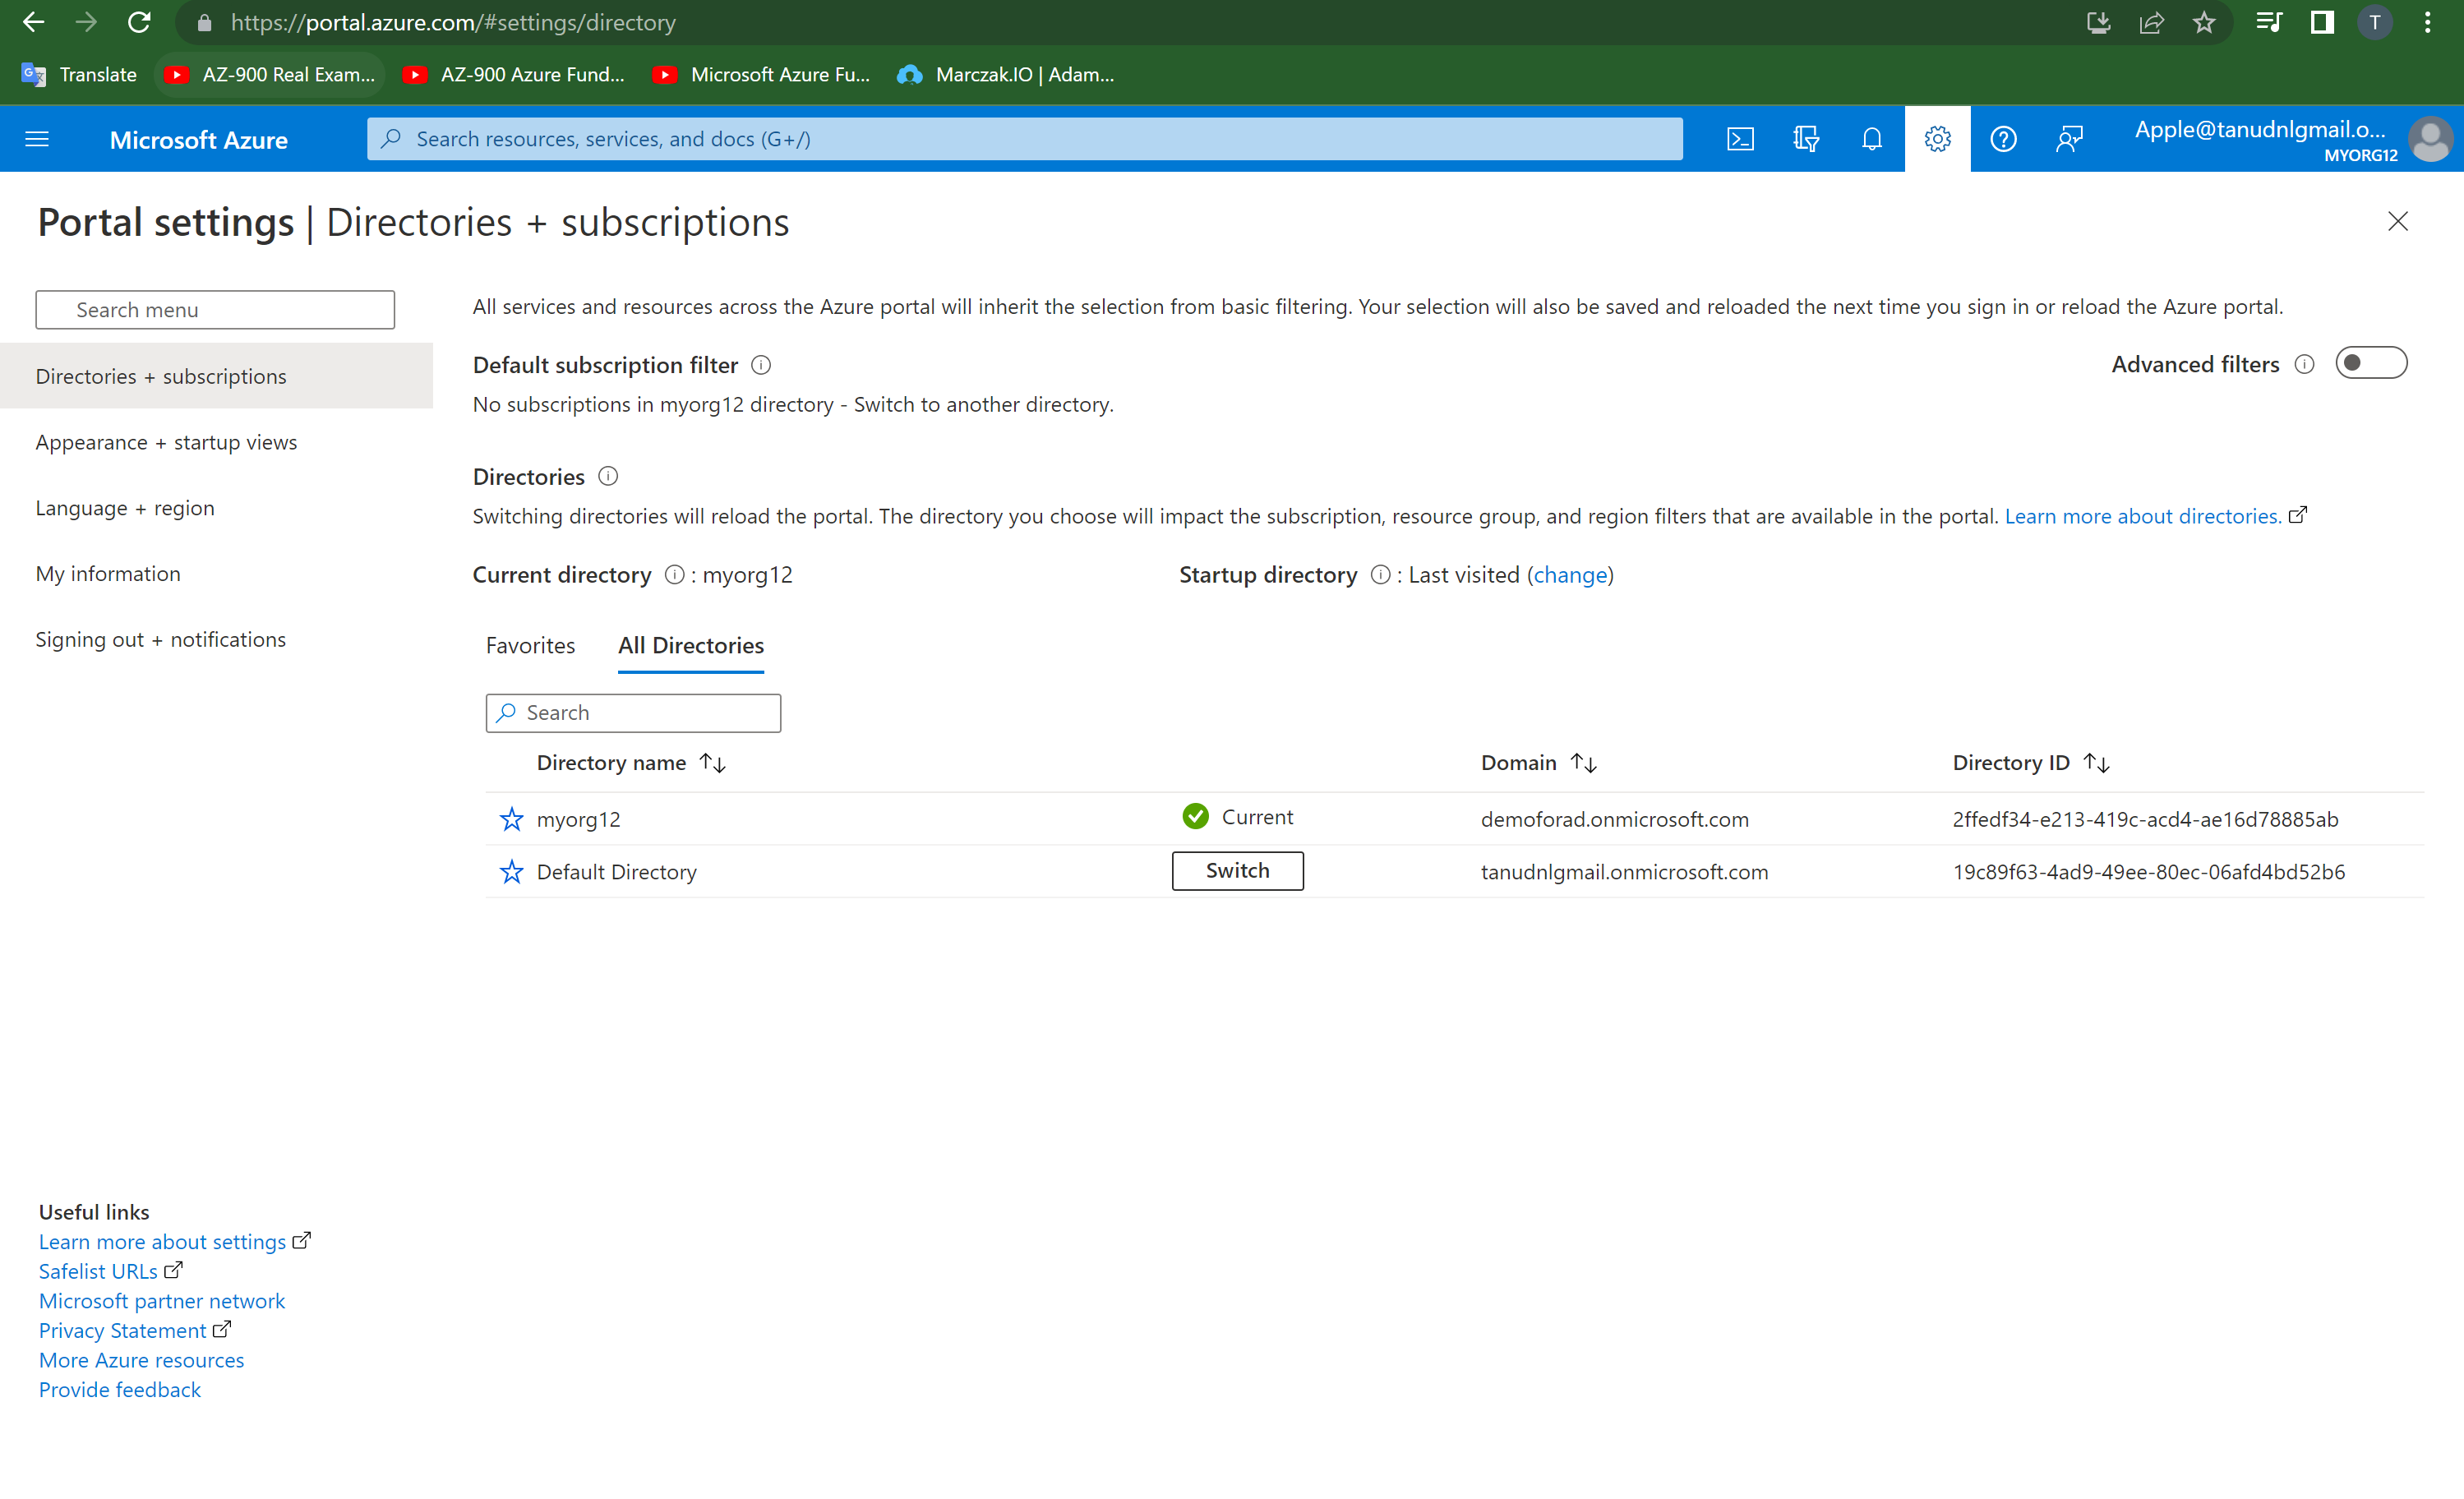 https://portal.azure.com/#settings/directory
T
Translate
AZ-900 Real Exam...
AZ-900 Azure Fund...
Microsoft Azure Fu...
Marczak.IO | Adam...
Microsoft Azure
Search resources, services, and docs (G+/)
Apple@tanudnlgmail.o...
MYORG12
Portal settings | Directories + subscriptions
Search menu
Directories + subscriptions
Appearance + startup views
Language + region
My information
Signing out + notifications
All services and resources across the Azure portal will inherit the selection from basic filtering. Your selection will also be saved and reloaded the next time you sign in or reload the Azure portal.
Default subscription filter
Advanced filters
No subscriptions in myorg12 directory - Switch to another directory.
Directories
Switching directories will reload the portal. The directory you choose will impact the subscription, resource group, and region filters that are available in the portal. Learn more about directories.
Current directory : myorg12
Startup directory : Last visited (change)
Favorites
All Directories
Search
Directory name
Domain
Directory ID
myorg12
Current
demoforad.onmicrosoft.com
2ffedf34-e213-419c-acd4-ae16d78885ab
Default Directory
Switch
tanudnlgmail.onmicrosoft.com
19c89f63-4ad9-49ee-80ec-06afd4bd52b6
Useful links
Learn more about settings
Safelist URLs
Microsoft partner network
Privacy Statement
More Azure resources
Provide feedback